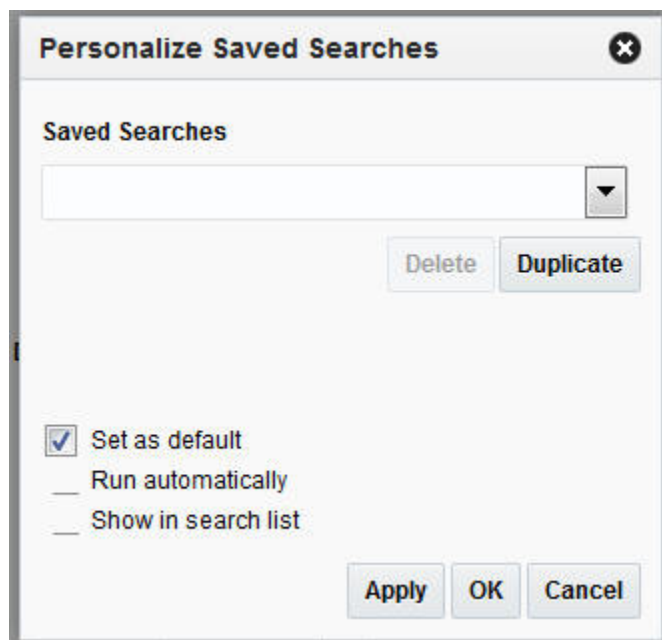 Personalize Saved Searches
Saved Searches
Delete Duplicate
Set as default
Run automatically
Show in search list
Apply OK Cancel